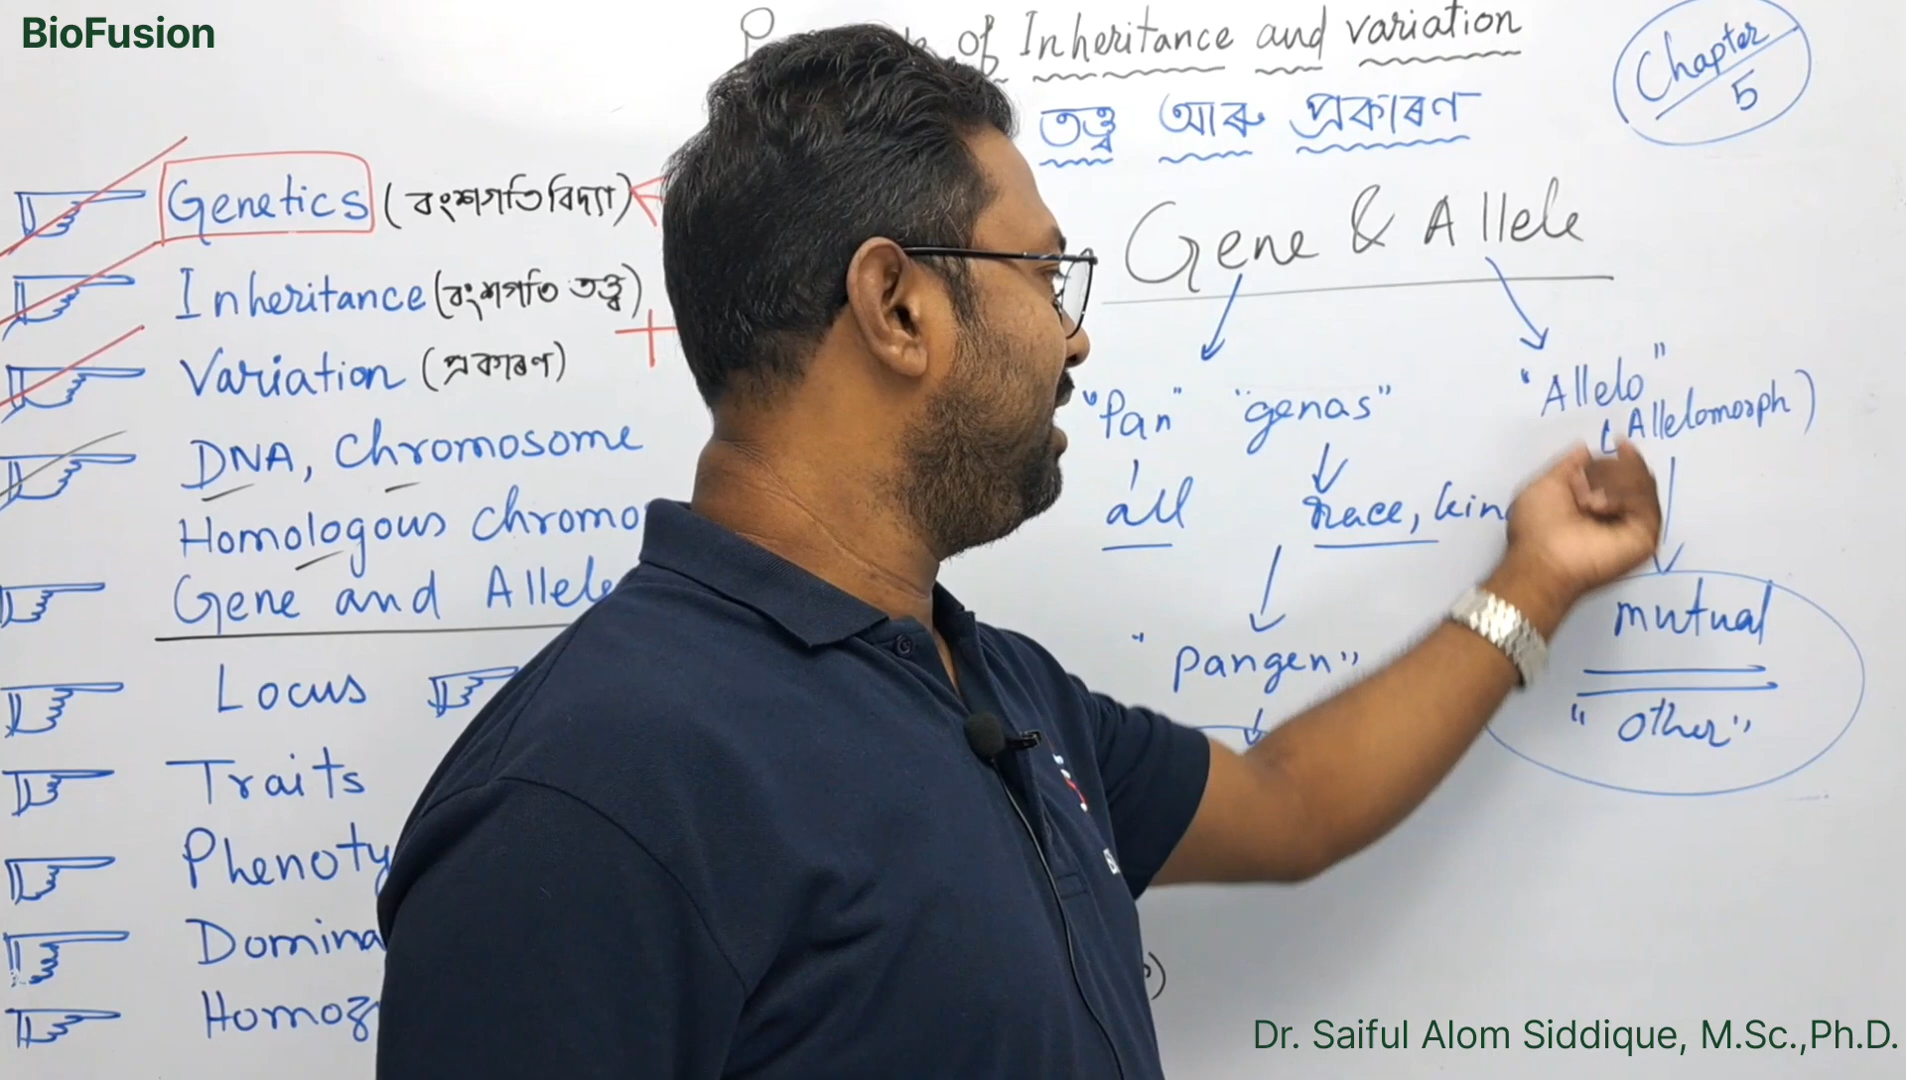 BioFusion
of Inheritance and variation
Chapter
5
তত্ত্ব আৰু প্ৰকাৰণ
Genetics (বংশগতিবিদ্যা)
Inheritance (বংশগতি তত্ত্ব)
Variation (প্ৰকাৰণ)
DNA, Chromosome
Homologous chromo
Gene and Allele
Locus
Traits
Phenoty
Domina
Homoz
Gene & Allele
"Pan" "genas"
all race, kin
"Pangen"
"Allelo"
(Allelomorph)
mutual
"other"
Dr. Saiful Alom Siddique, M.Sc.,Ph.D.